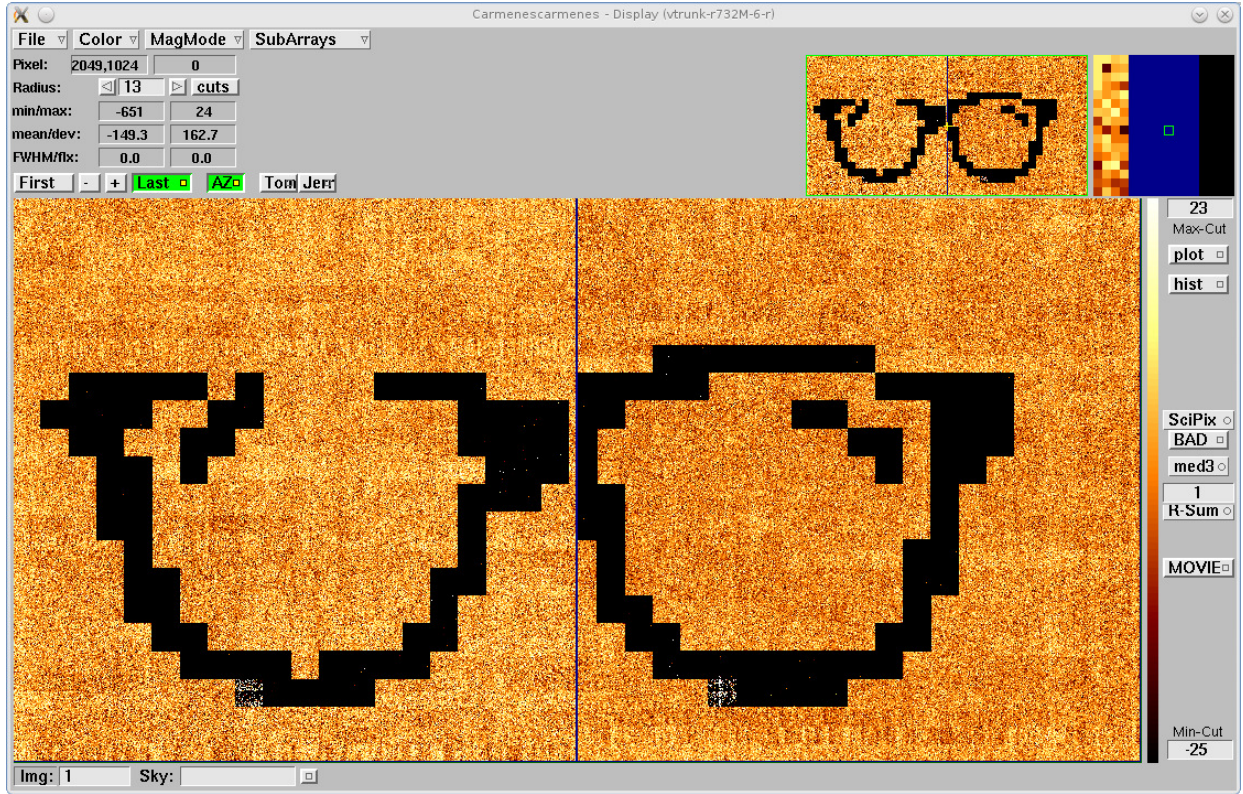 Carmenescarmenes - Display (vtrunk-r732M-6-r)
File Color MagMode SubArrays
Pixel: 2049,1024 0
Radius: 13 cuts
min/max: -651 24
mean/dev: -149.3 162.7
FWHM/flx: 0.0 0.0
First - + Last AZ Tom Jerr
23
Max-Cut
plot
hist
SciPix
BAD
med3
1
R-Sum
MOVIE
Min-Cut
-25
Img: 1 Sky: